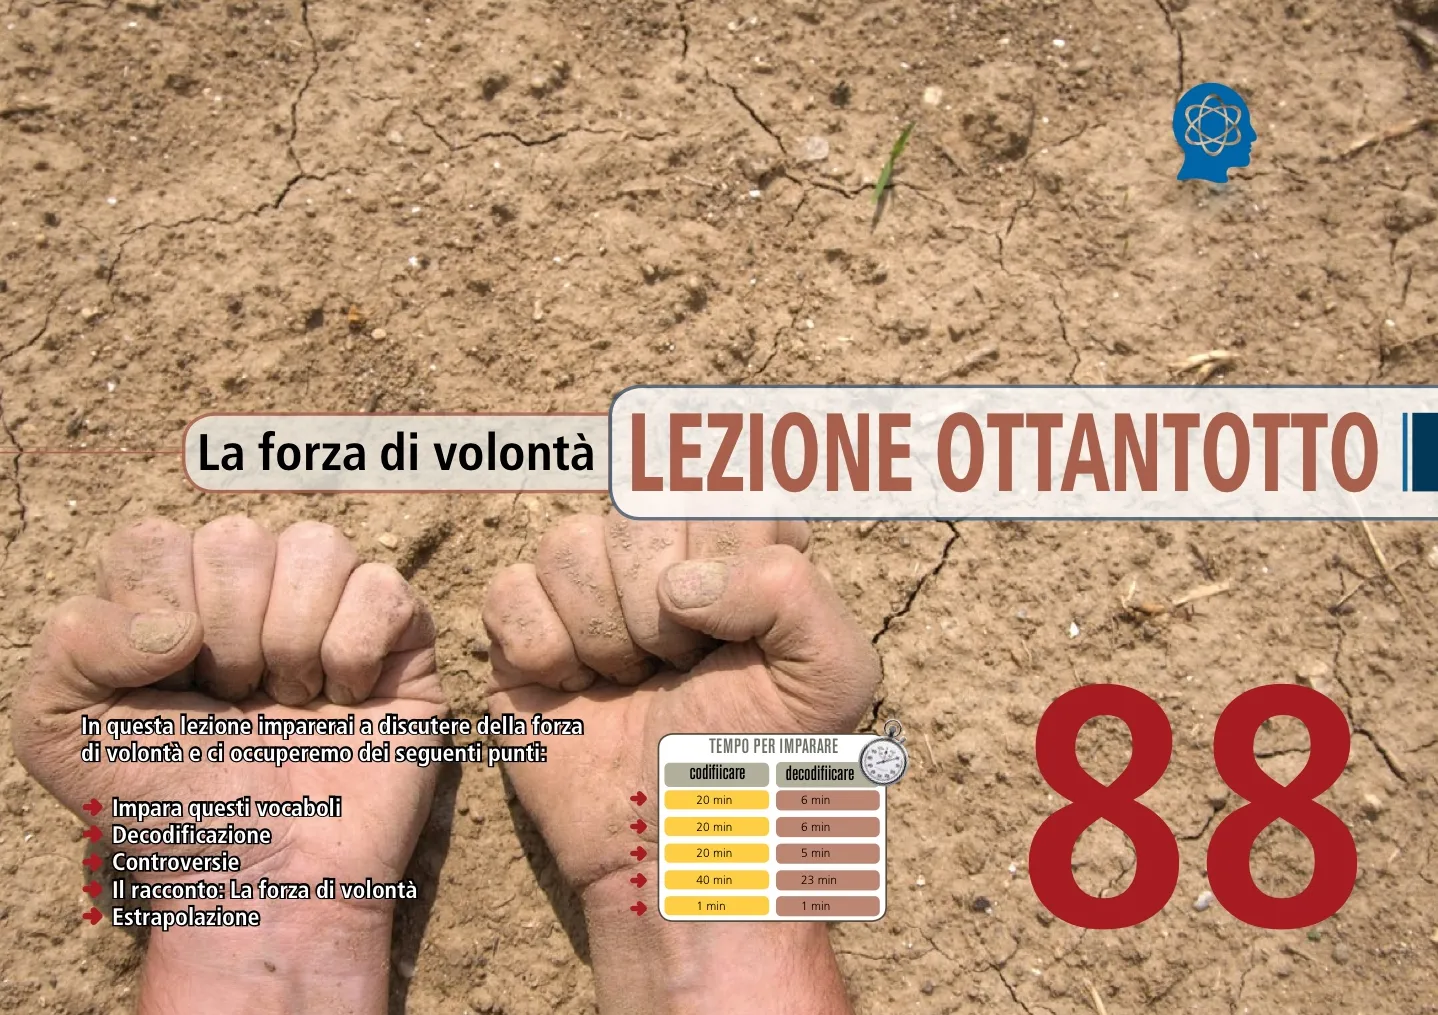 La forza di volontà
LEZIONE OTTANTOTTO
In questa lezione imparerai a discutere della forza
di volontà e ci occuperemo dei seguenti punti:
Impara questi vocaboli
Decodificazione
Controversie
Il racconto: La forza di volontà
Estrapolazione
TEMPO PER IMPARARE
codifiicare decodifiicare
20 min 6 min
20 min 6 min
20 min 5 min
40 min 23 min
1 min 1 min
88